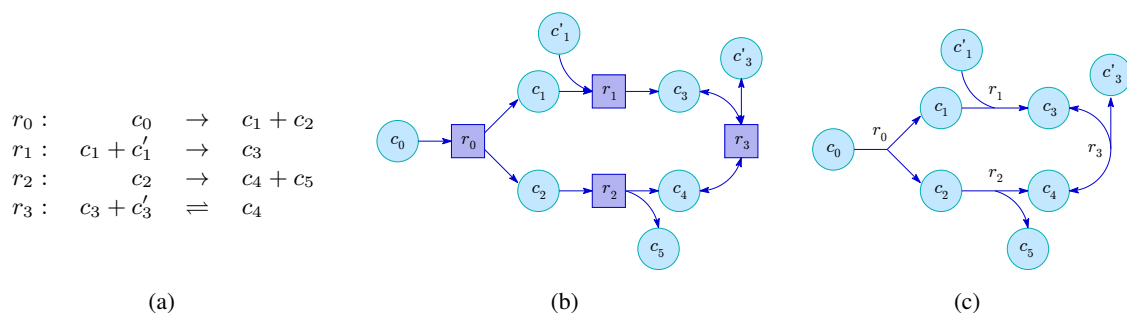 r₀ : c₀ → c₁ + c₂
r₁ : c₁ + c′₁ → c₃
r₂ : c₂ → c₄ + c₅
r₃ : c₃ + c′₃ ⇌ c₄
(a)
c'₁
c'₃
c₁ r₁ c₃
c₀ r₀ r₃
c₂ r₂ c₄
c₅
(b)
c'₁
c'₃
r₁
c₁ c₃
r₀
c₀ r₃
r₂
c₂ c₄
c₅
(c)